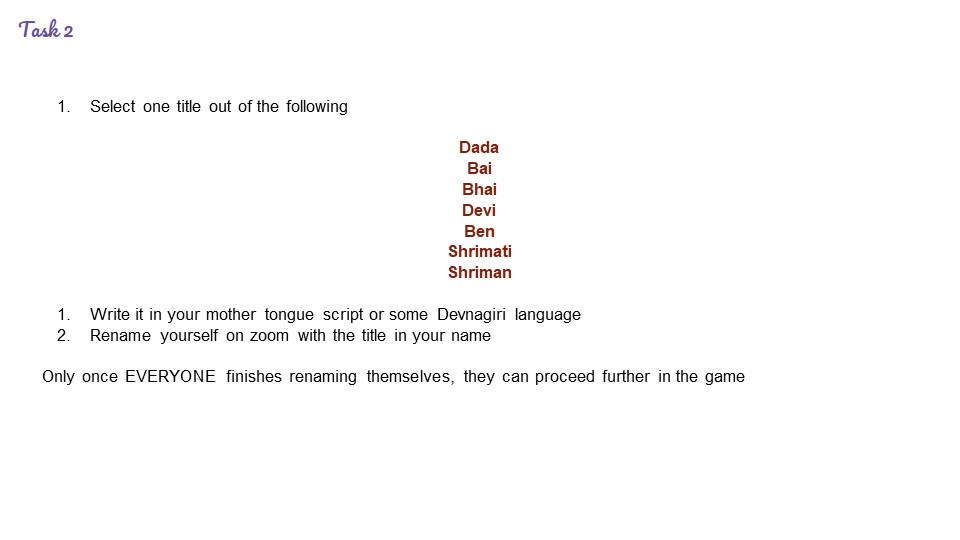 Task 2
1. Select one title out of the following
Dada
Bai
Bhai
Devi
Ben
Shrimati
Shriman
1. Write it in your mother tongue script or some Devnagiri language
2. Rename yourself on zoom with the title in your name
Only once EVERYONE finishes renaming themselves, they can proceed further in the game